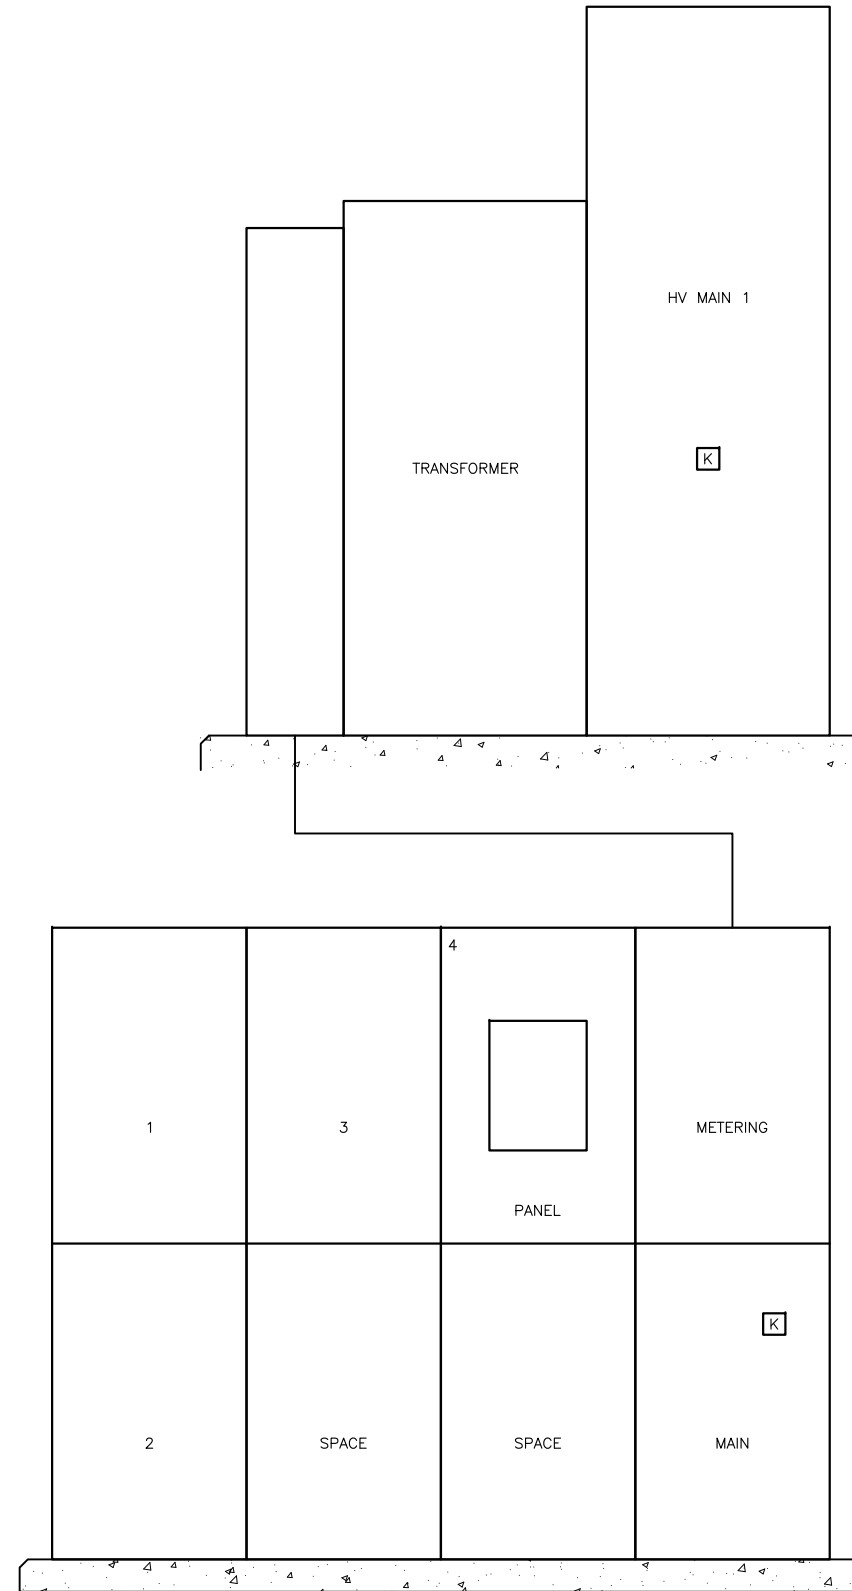 HV MAIN 1
K
TRANSFORMER
4
1
3
METERING
PANEL
K
2
SPACE
SPACE
MAIN